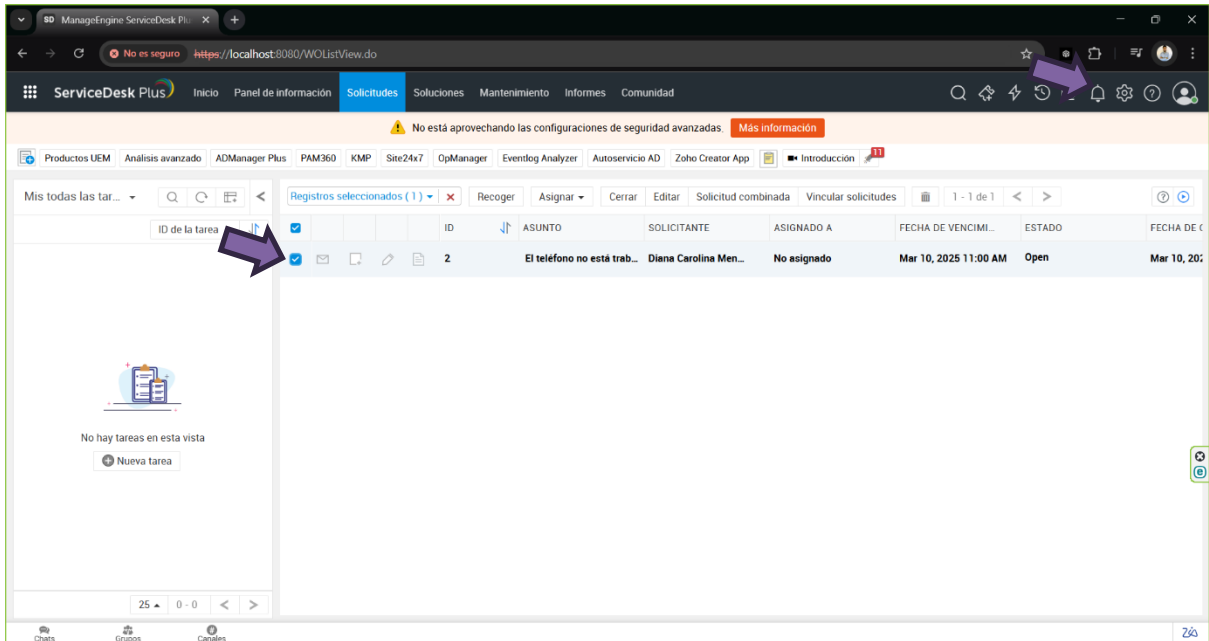 SD ManageEngine ServiceDesk Plu
No es seguro https://localhost:8080/WOListView.do
ServiceDesk Plus Inicio Panel de información Solicitudes Soluciones Mantenimiento Informes Comunidad
No está aprovechando las configuraciones de seguridad avanzadas. Más información
Productos UEM Análisis avanzado ADManager Plus PAM360 KMP Site24x7 OpManager Eventlog Analyzer Autoservicio AD Zoho Creator App Introducción 11
Mis todas las tar... Registros seleccionados ( 1 ) Recoger Asignar Cerrar Editar Solicitud combinada Vincular solicitudes 1 - 1 de 1
ID de la tarea ID ASUNTO SOLICITANTE ASIGNADO A FECHA DE VENCIMI... ESTADO FECHA DE
2 El teléfono no está trab... Diana Carolina Men... No asignado Mar 10, 2025 11:00 AM Open Mar 10, 202
No hay tareas en esta vista
Nueva tarea
25 0 - 0
Chats Grupos Canales Zia